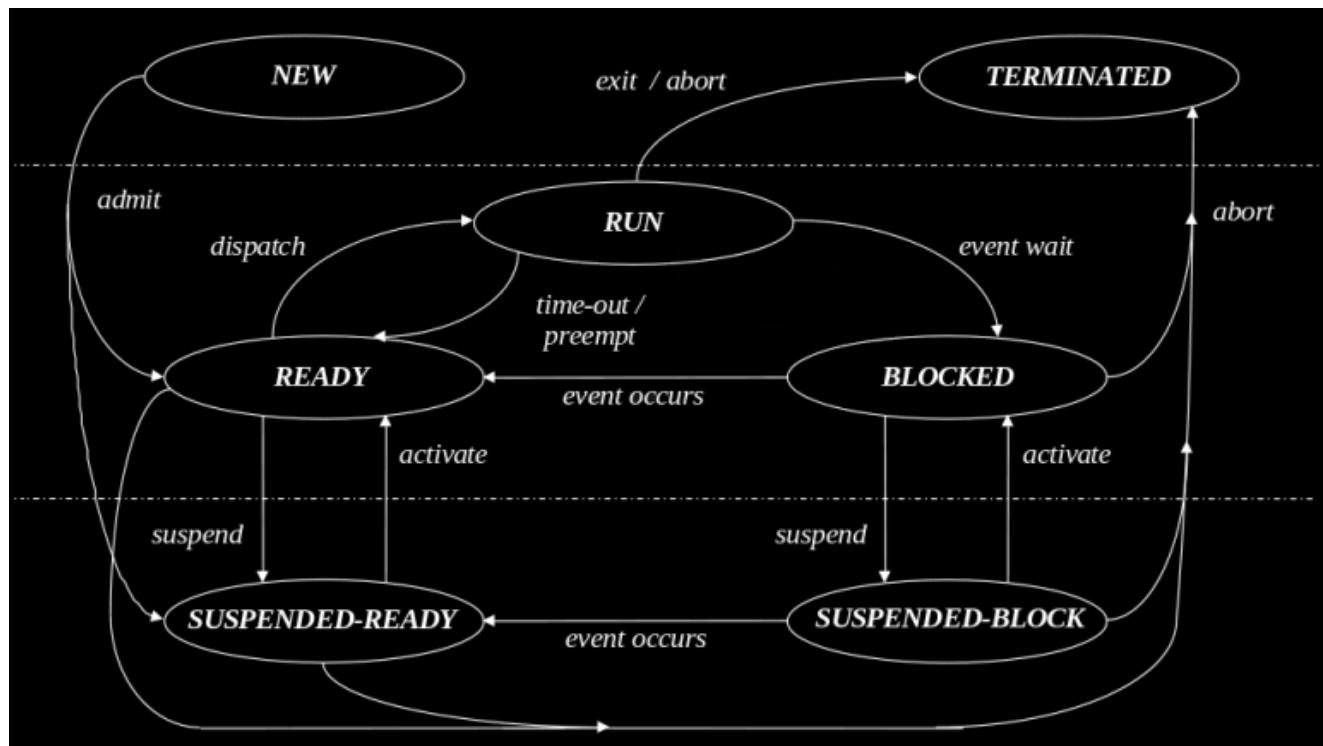 NEW
TERMINATED
exit / abort
admit
RUN
abort
dispatch
event wait
time-out /
preempt
READY
BLOCKED
event occurs
activate
activate
suspend
suspend
SUSPENDED-READY
SUSPENDED-BLOCK
event occurs